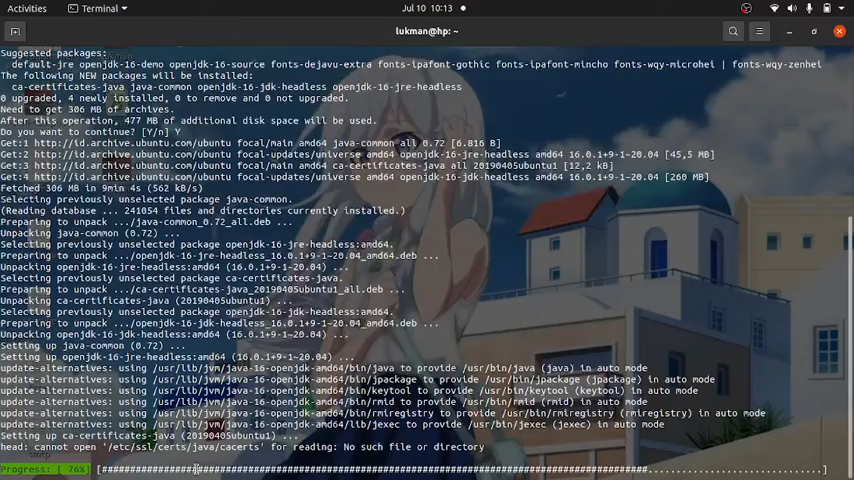 Activities
Terminal
Jul 10 10:13
lukman@hp: ~
Suggested packages:
default-jre openjdk-16-demo openjdk-16-source fonts-dejavu-extra fonts-ipafont-gothic fonts-ipafont-mincho fonts-wqy-microhei | fonts-wqy-zenhei
The following NEW packages will be installed:
ca-certificates-java java-common openjdk-16-jdk-headless openjdk-16-jre-headless
0 upgraded, 4 newly installed, 0 to remove and 0 not upgraded.
Need to get 306 MB of archives.
After this operation, 477 MB of additional disk space will be used.
Do you want to continue? [Y/n] Y
Get:1 http://id.archive.ubuntu.com/ubuntu focal/main amd64 java-common all 0.72 [6.816 B]
Get:2 http://id.archive.ubuntu.com/ubuntu focal-updates/universe amd64 openjdk-16-jre-headless amd64 16.0.1+9-1~20.04 [45,5 MB]
Get:3 http://id.archive.ubuntu.com/ubuntu focal/main amd64 ca-certificates-java all 20190405ubuntu1 [12,2 kB]
Get:4 http://id.archive.ubuntu.com/ubuntu focal-updates/universe amd64 openjdk-16-jdk-headless amd64 16.0.1+9-1~20.04 [260 MB]
Fetched 306 MB in 9min 4s (562 kB/s)
Selecting previously unselected package java-common.
(Reading database ... 241054 files and directories currently installed.)
Preparing to unpack .../java-common_0.72_all.deb ...
Unpacking java-common (0.72) ...
Selecting previously unselected package openjdk-16-jre-headless:amd64.
Preparing to unpack .../openjdk-16-jre-headless_16.0.1+9-1~20.04_amd64.deb ...
Unpacking openjdk-16-jre-headless:amd64 (16.0.1+9-1~20.04) ...
Selecting previously unselected package ca-certificates-java.
Preparing to unpack .../ca-certificates-java_20190405ubuntu1_all.deb ...
Unpacking ca-certificates-java (20190405ubuntu1) ...
Selecting previously unselected package openjdk-16-jdk-headless:amd64.
Preparing to unpack .../openjdk-16-jdk-headless_16.0.1+9-1~20.04_amd64.deb ...
Unpacking openjdk-16-jdk-headless:amd64 (16.0.1+9-1~20.04) ...
Setting up java-common (0.72) ...
Setting up openjdk-16-jre-headless:amd64 (16.0.1+9-1~20.04) ...
update-alternatives: using /usr/lib/jvm/java-16-openjdk-amd64/bin/java to provide /usr/bin/java (java) in auto mode
update-alternatives: using /usr/lib/jvm/java-16-openjdk-amd64/bin/jpackage to provide /usr/bin/jpackage (jpackage) in auto mode
update-alternatives: using /usr/lib/jvm/java-16-openjdk-amd64/bin/keytool to provide /usr/bin/keytool (keytool) in auto mode
update-alternatives: using /usr/lib/jvm/java-16-openjdk-amd64/bin/rmid to provide /usr/bin/rmid (rmid) in auto mode
update-alternatives: using /usr/lib/jvm/java-16-openjdk-amd64/bin/rmiregistry to provide /usr/bin/rmiregistry (rmiregistry) in auto mode
update-alternatives: using /usr/lib/jvm/java-16-openjdk-amd64/lib/jexec to provide /usr/bin/jexec (jexec) in auto mode
Setting up ca-certificates-java (20190405ubuntu1) ...
head: cannot open '/etc/ssl/certs/java/cacerts' for reading: No such file or directory
Progress: [ 76%]